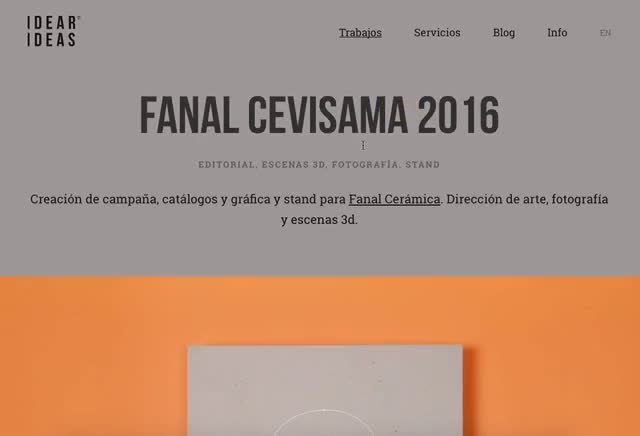 IDEAR®
IDEAS
Trabajos Servicios Blog Info EN
FANAL CEVISAMA 2016
EDITORIAL, ESCENAS 3D, FOTOGRAFÍA. STAND
Creación de campaña, catálogos y gráfica y stand para Fanal Cerámica. Dirección de arte, fotografía
y escenas 3d.